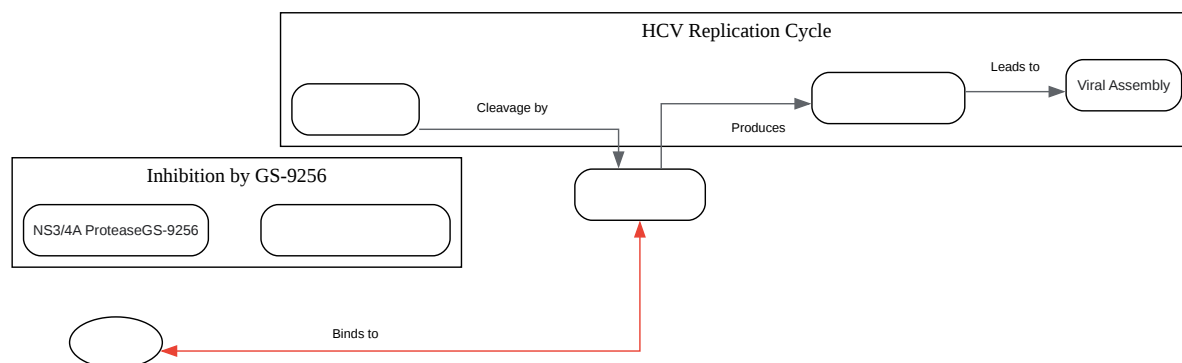 HCV Replication Cycle
Leads to
Viral Assembly
Cleavage by
Produces
Inhibition by GS-9256
NS3/4A ProteaseGS-9256
Binds to